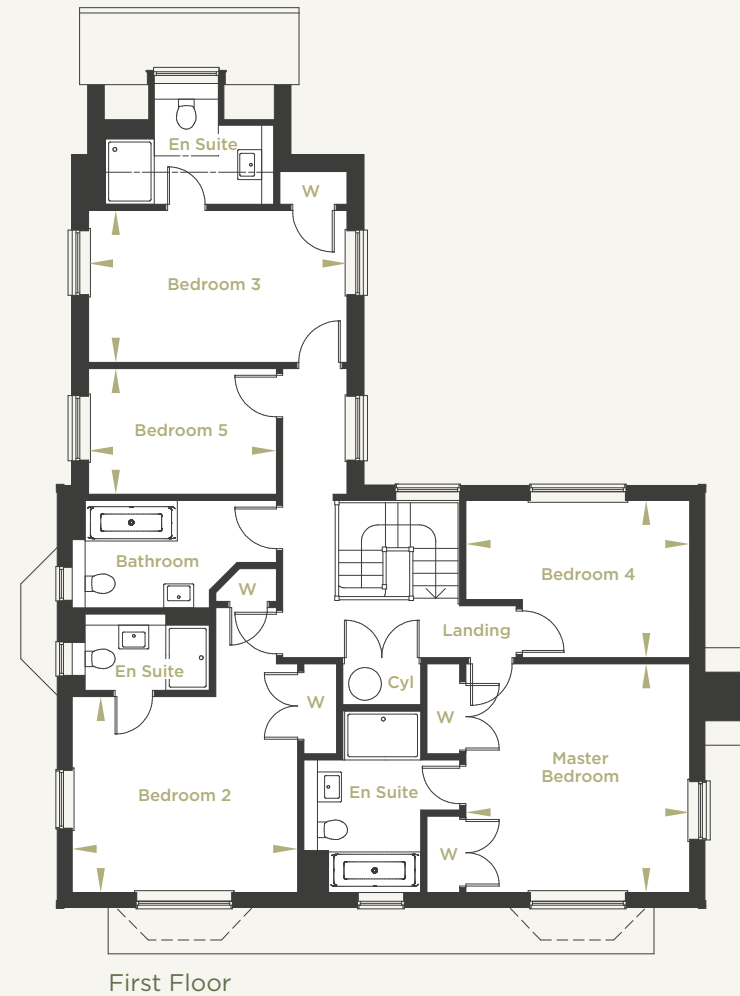 En Suite
W
Bedroom 3
Bedroom 5
Bathroom
W
Bedroom 4
Landing
En Suite
Cyl
W
W
Master
Bedroom
Bedroom 2
En Suite
W
First Floor